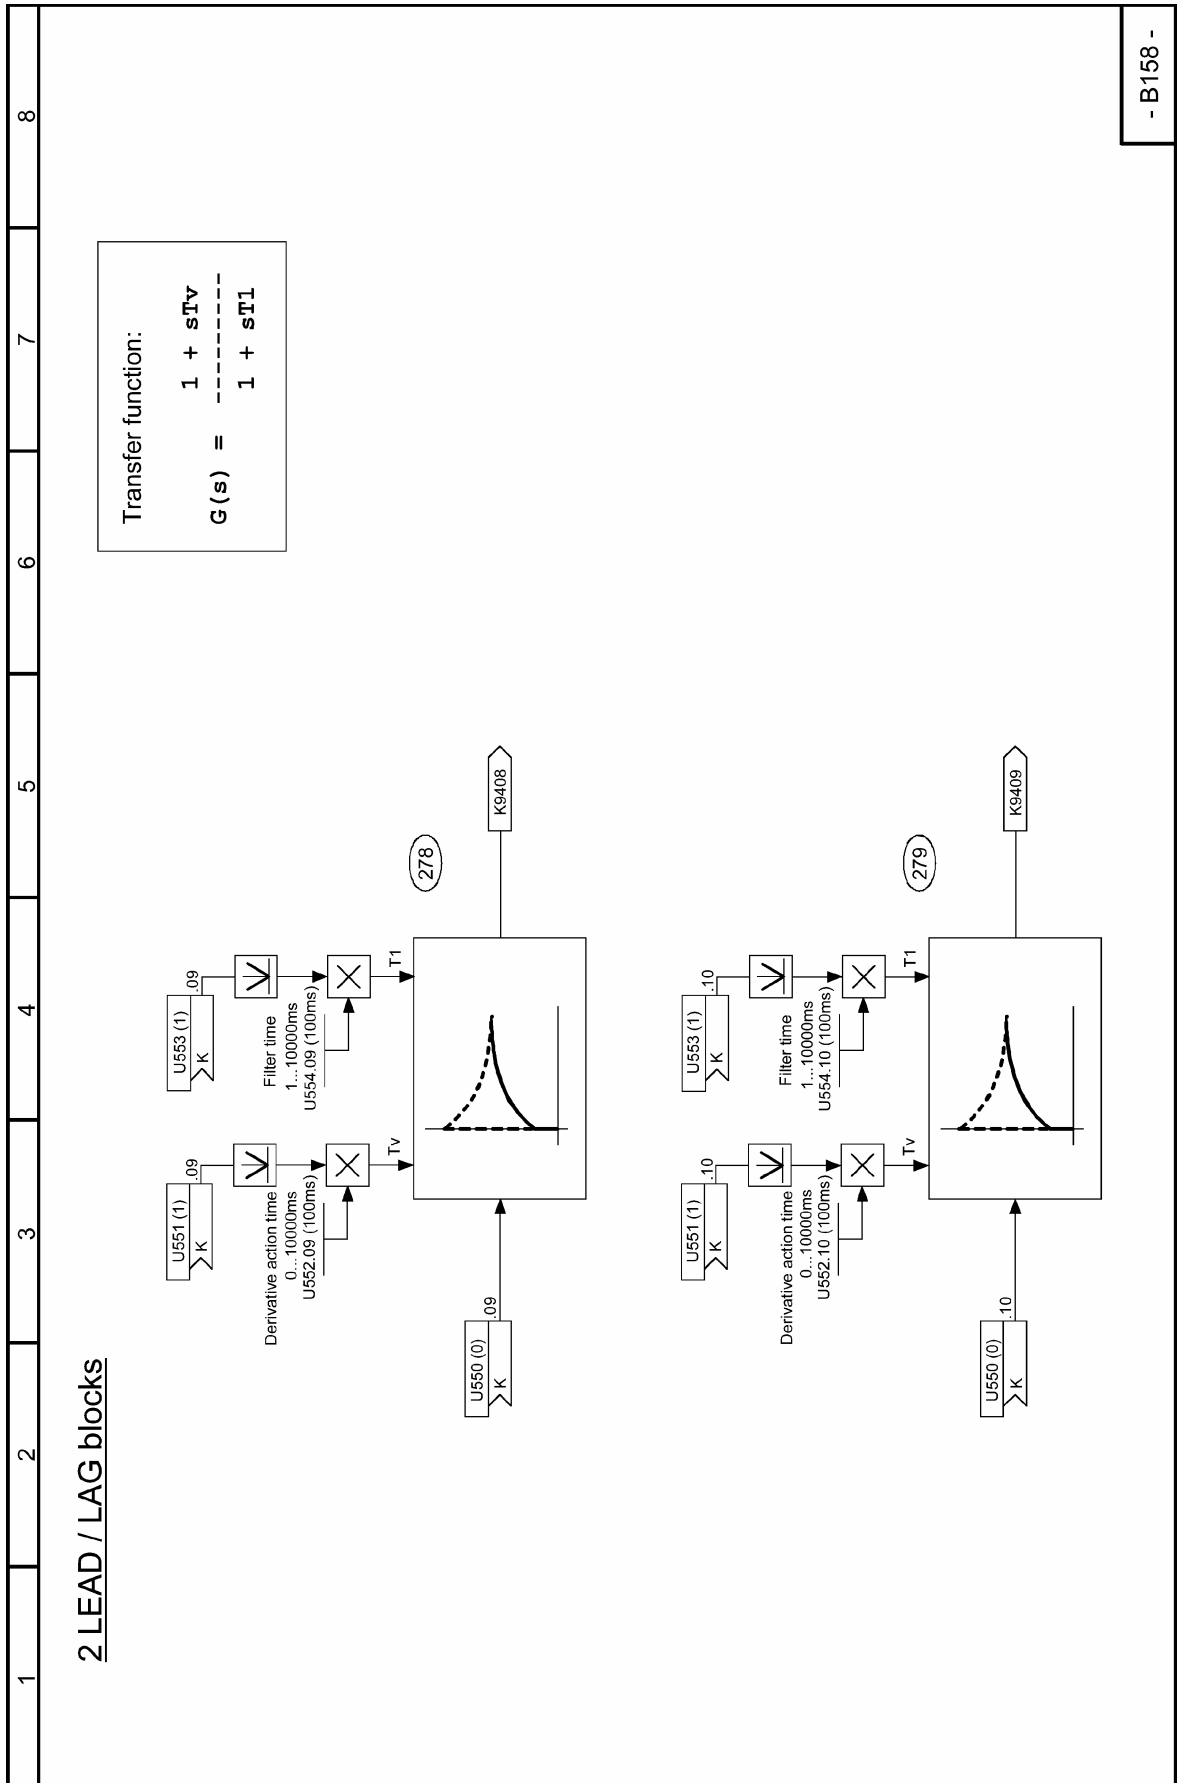 2 LEAD / LAG blocks
U551 (1)
K
.09
Derivative action time
0...10000ms
U552.09 (100ms)
Tv
U553 (1)
K
.09
Filter time
1...10000ms
U554.09 (100ms)
T1
278
U550 (0)
K
.09
K9408
Transfer function:
1 + sTv
G(s) = -----------
1 + sT1
U551 (1)
K
.10
Derivative action time
0...10000ms
U552.10 (100ms)
Tv
U553 (1)
K
.10
Filter time
1...10000ms
U554.10 (100ms)
T1
279
U550 (0)
K
.10
K9409
1 2 3 4 5 6 7 8
- B158 -